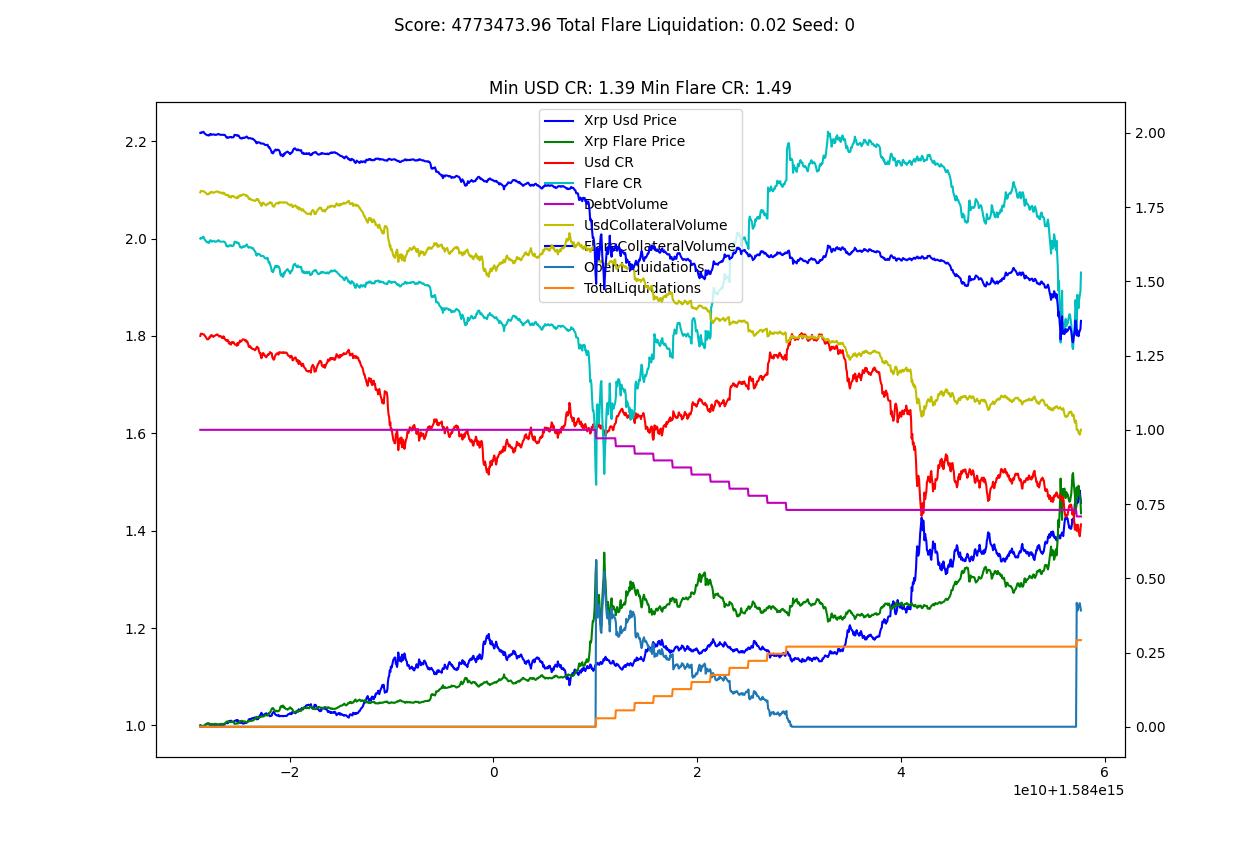 Score: 4773473.96 Total Flare Liquidation: 0.02 Seed: 0
Min USD CR: 1.39 Min Flare CR: 1.49
Xrp Usd Price
Xrp Flare Price
Usd CR
Flare CR
DebtVolume
UsdCollateralVolume
FlareCollateralVolume
OpenLiquidations
TotalLiquidations
2.2
2.0
1.8
1.6
1.4
1.2
1.0
2.00
1.75
1.50
1.25
1.00
0.75
0.50
0.25
0.00
−2
0
2
4
6
1e10+1.584e15